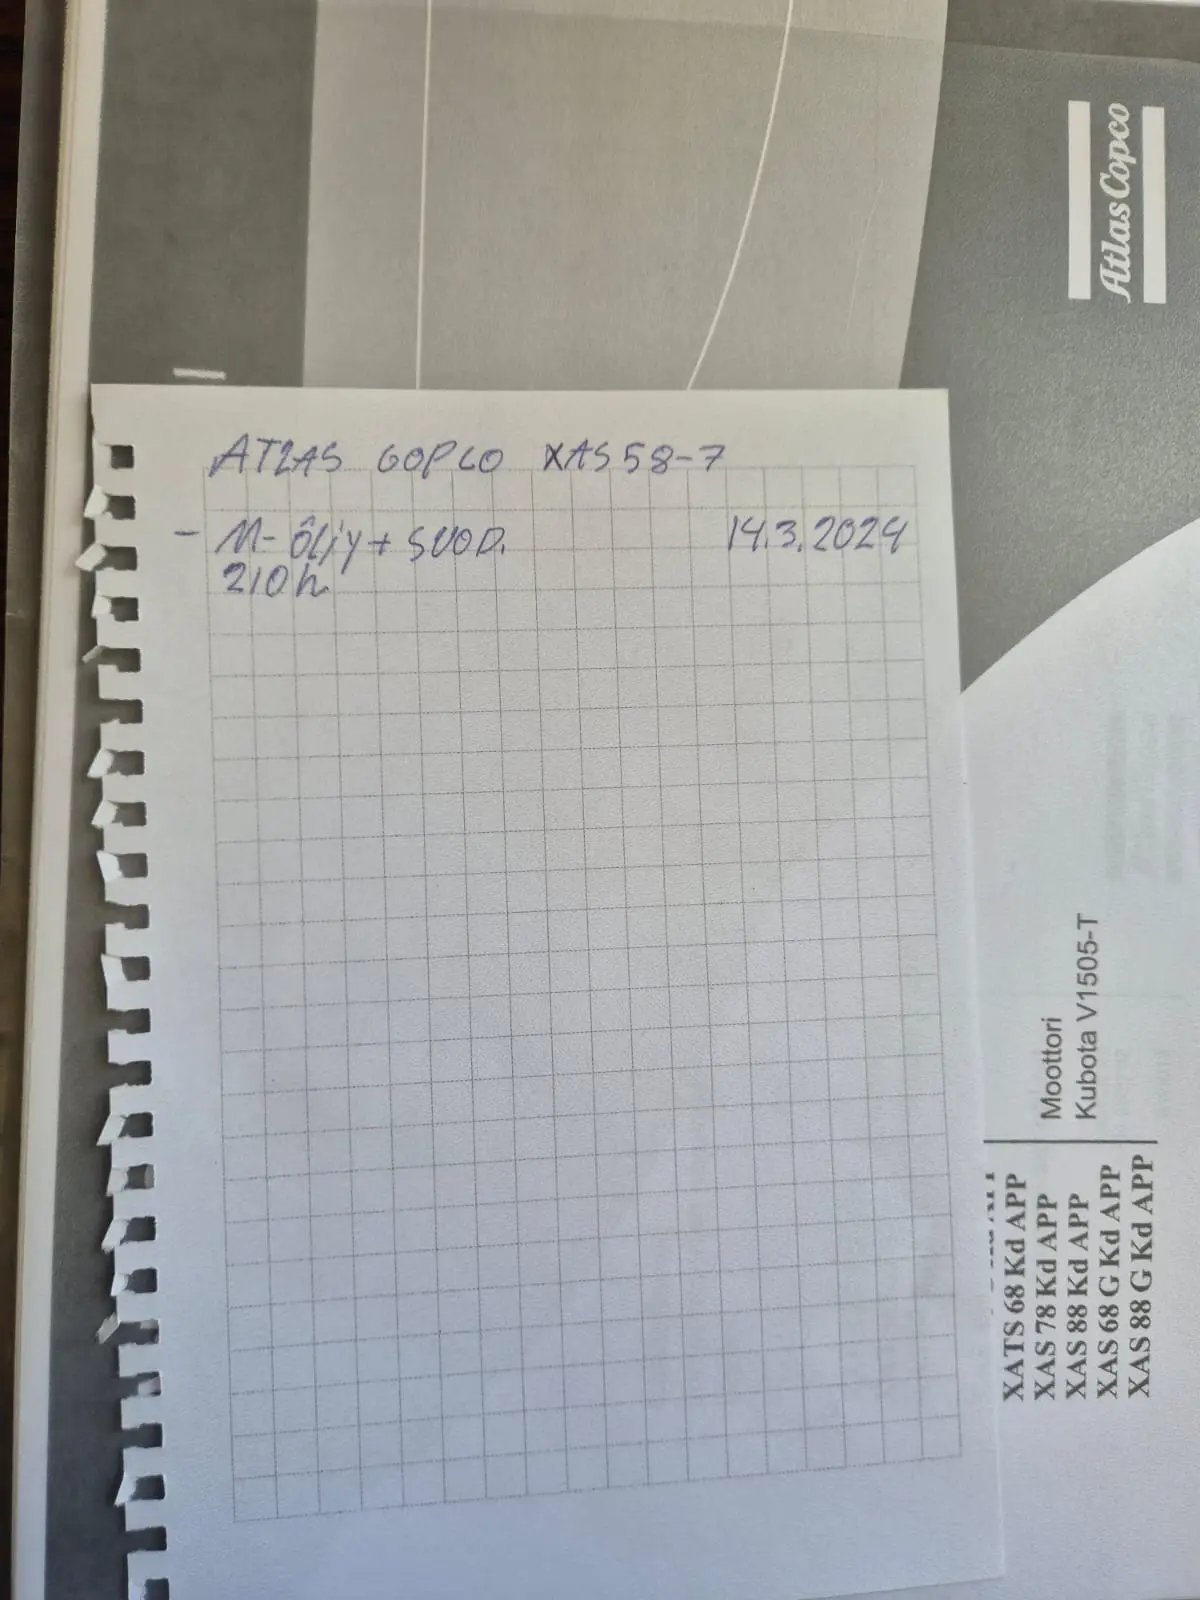 ATLAS COPCO XAS 58-7
- M-ÖLjy + SUOD. 14.3.2024
210 h
Atlas Copco
Moottori
Kubota V1505-T
XATS 68 Kd APP
XAS 78 Kd APP
XAS 88 Kd APP
XAS 68 G Kd APP
XAS 88 G Kd APP